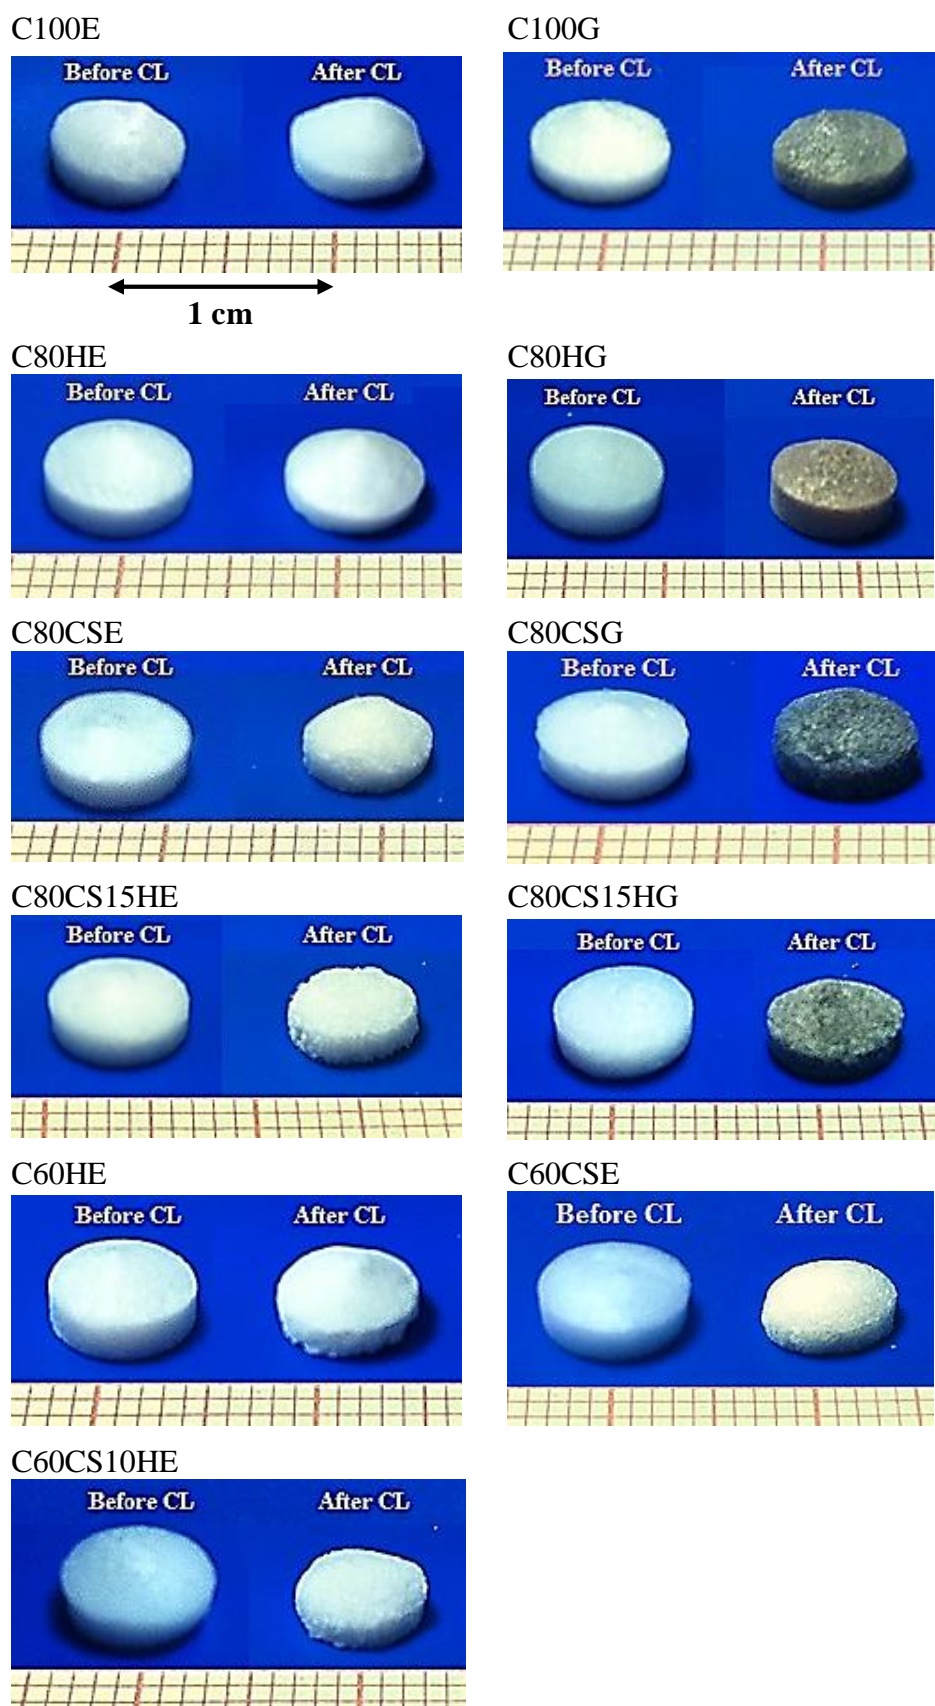 C100E C100G
Before CL After CL Before CL After CL
1 cm
C80HE C80HG
Before CL After CL Before CL After CL
C80CSE C80CSG
Before CL After CL Before CL After CL
C80CS15HE C80CS15HG
Before CL After CL Before CL After CL
C60HE C60CSE
Before CL After CL Before CL After CL
C60CS10HE
Before CL After CL